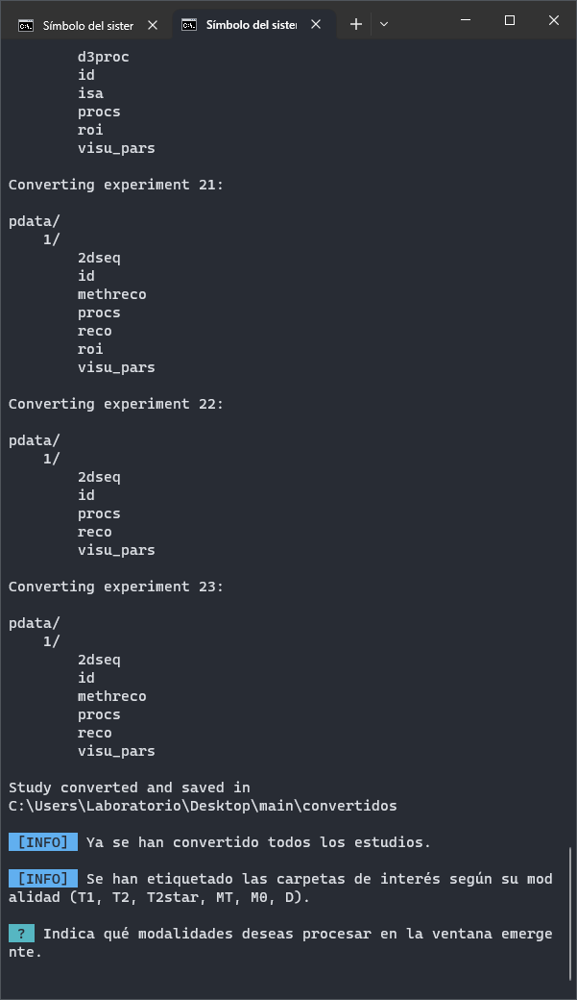 Símbolo del sister
Símbolo del sister
d3proc
id
isa
procs
roi
visu_pars
Converting experiment 21:
pdata/
1/
2dseq
id
methreco
procs
reco
roi
visu_pars
Converting experiment 22:
pdata/
1/
2dseq
id
procs
reco
visu_pars
Converting experiment 23:
pdata/
1/
2dseq
id
methreco
procs
reco
visu_pars
Study converted and saved in
C:\Users\Laboratorio\Desktop\main\convertidos
[INFO] Ya se han convertido todos los estudios.
[INFO] Se han etiquetado las carpetas de interés según su mod
alidad (T1, T2, T2star, MT, M0, D).
? Indica qué modalidades deseas procesar en la ventana emerge
nte.